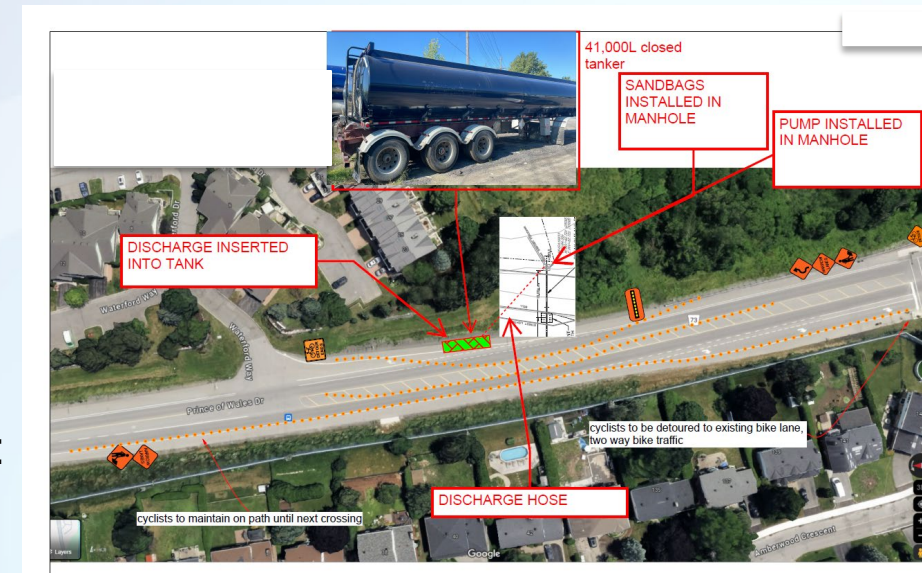 41,000L closed
tanker
SANDBAGS
INSTALLED IN
MANHOLE
PUMP INSTALLED
IN MANHOLE
DISCHARGE INSERTED
INTO TANK
Waterford Way
Waterford Way
73
Prince of Wales Dr
cyclists to be detoured to existing bike lane,
two way bike traffic
DISCHARGE HOSE
cyclists to maintain on path until next crossing
Layers
Google
Amberwood Crescent